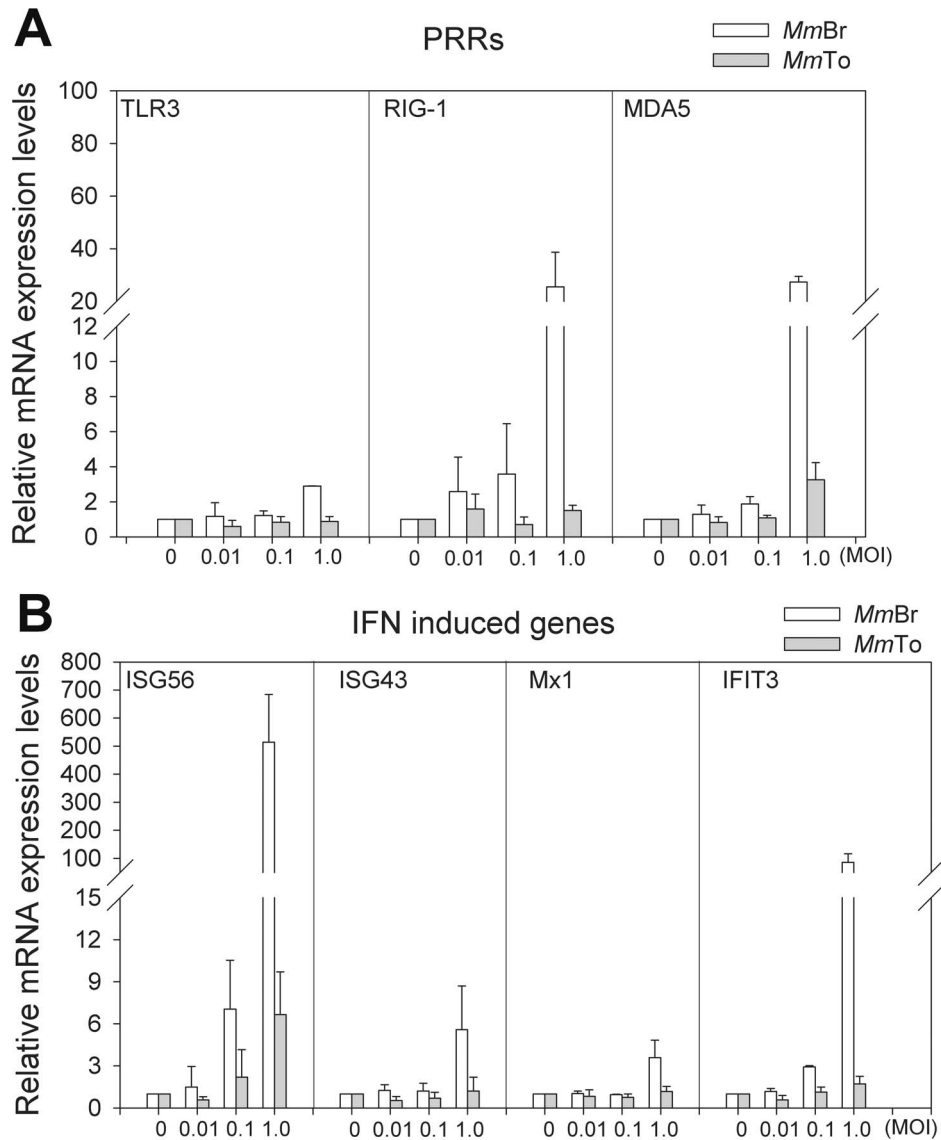 A
PRRs
MmBr
MmTo
Relative mRNA expression levels
100
80
60
40
20
12
10
8
6
4
2
0
TLR3
RIG-1
MDA5
0 0.01 0.1 1.0 0 0.01 0.1 1.0 0 0.01 0.1 1.0 (MOI)
B
IFN induced genes
MmBr
MmTo
Relative mRNA expression levels
800
700
600
500
400
300
200
100
15
12
9
6
3
0
ISG56
ISG43
Mx1
IFIT3
0 0.01 0.1 1.0 0 0.01 0.1 1.0 0 0.01 0.1 1.0 0 0.01 0.1 1.0 (MOI)